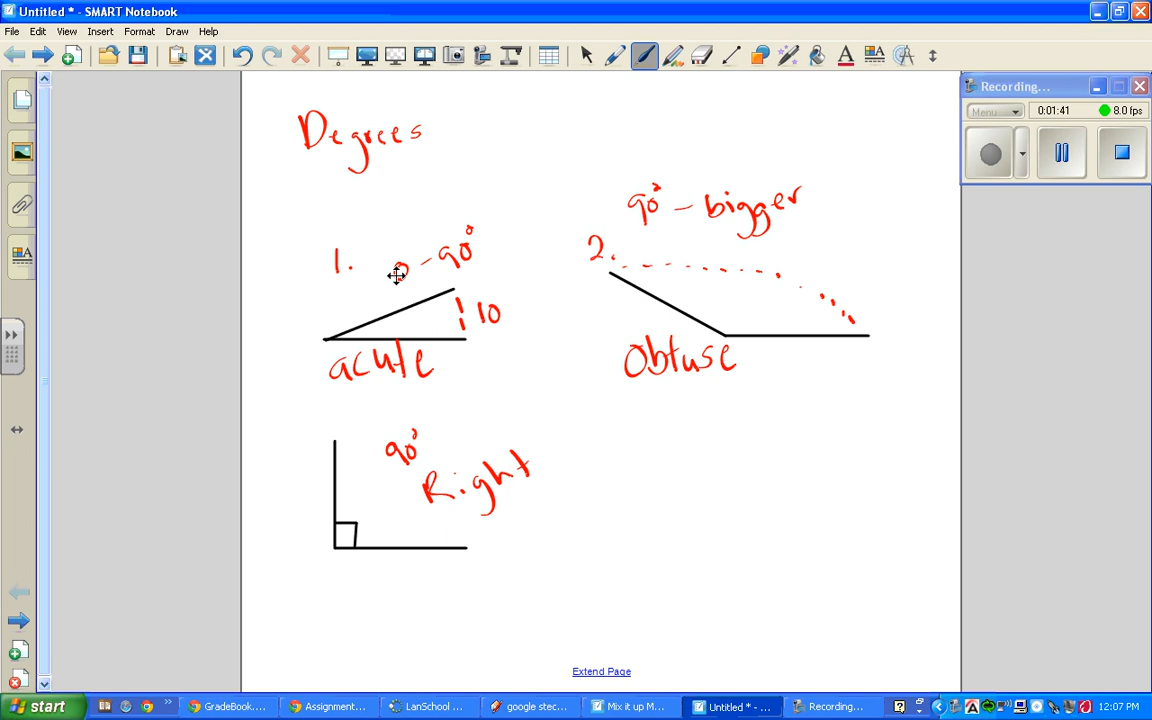 Untitled * - SMART Notebook
File Edit View Insert Format Draw Help
Recording...
Menu 0:01:41 8.0 fps
Degrees
90° - bigger
1. 0 - 90°
2.
10
acute
Obtuse
90°
Right
Extend Page
start GradeBook.... Assignment... LanSchool ... google stec... Mix it up M... Untitled * - ... Recording... 12:07 PM